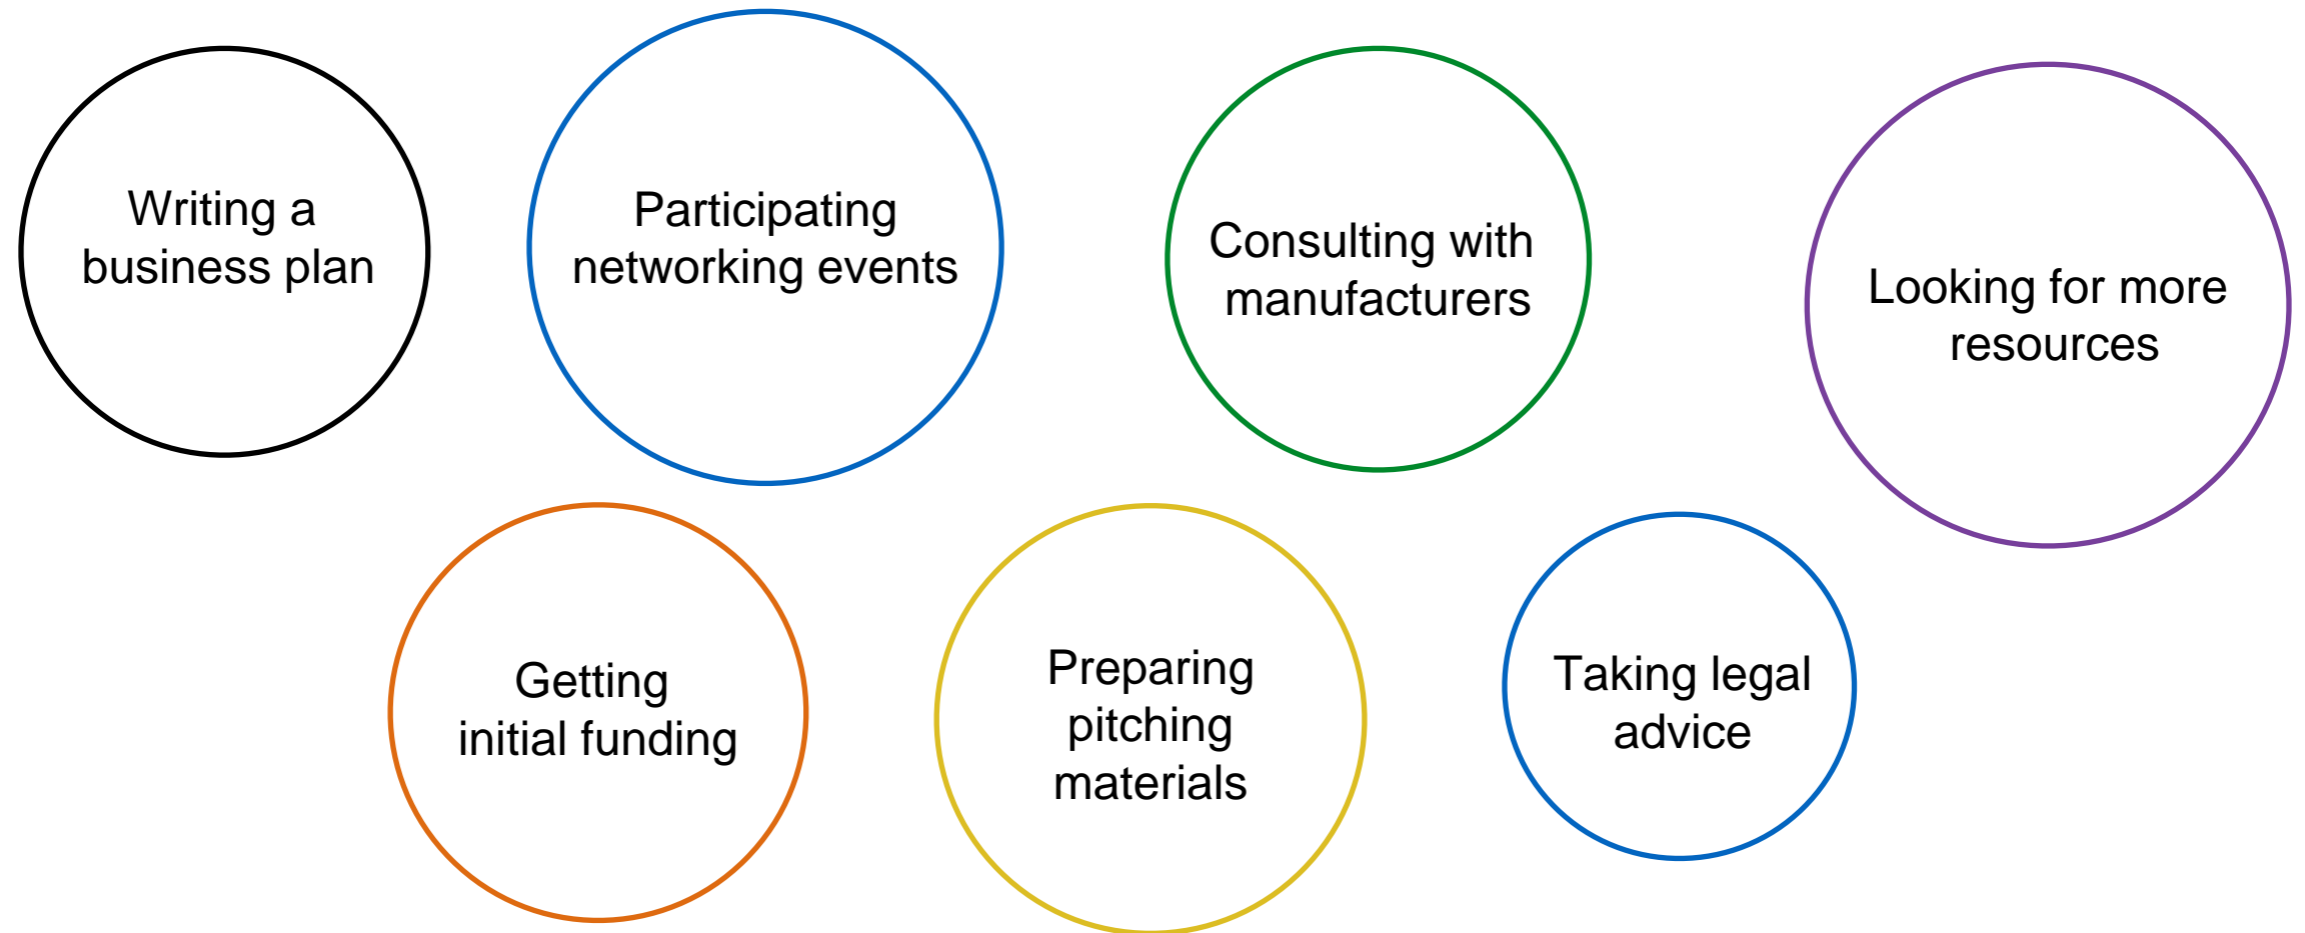 Writing a
business plan
Participating
networking events
Consulting with
manufacturers
Looking for more
resources
Getting
initial funding
Preparing
pitching
materials
Taking legal
advice